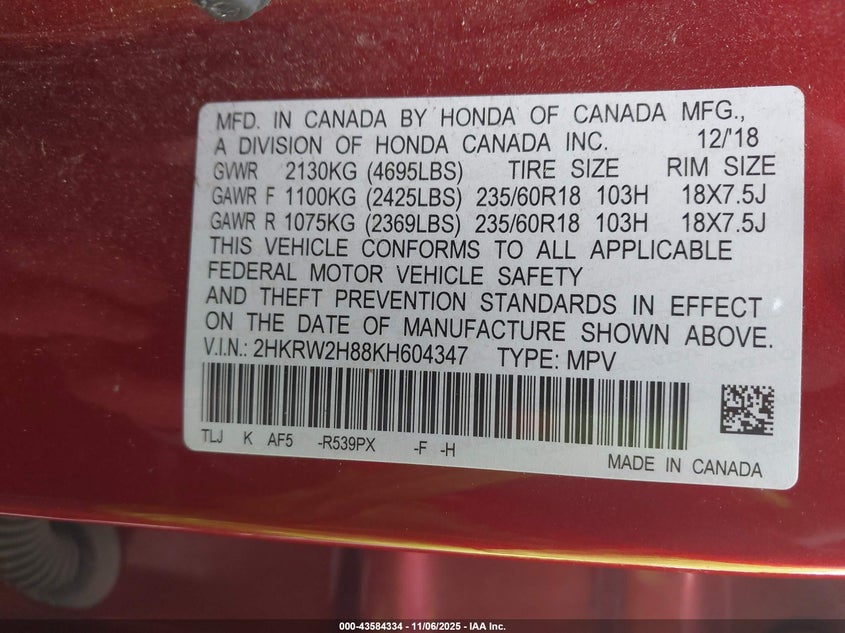 MFD. IN CANADA BY HONDA OF CANADA MFG.,
A DIVISION OF HONDA CANADA INC. 12/'18
GVWR 2130KG (4695LBS) TIRE SIZE RIM SIZE
GAWR F 1100KG (2425LBS) 235/60R18 103H 18X7.5J
GAWR R 1075KG (2369LBS) 235/60R18 103H 18X7.5J
THIS VEHICLE CONFORMS TO ALL APPLICABLE
FEDERAL MOTOR VEHICLE SAFETY
AND THEFT PREVENTION STANDARDS IN EFFECT
ON THE DATE OF MANUFACTURE SHOWN ABOVE.
V.I.N.: 2HKRW2H88KH604347 TYPE: MPV
TLJ K AF5 -R539PX -F -H
MADE IN CANADA
000-43584334 - 11/06/2025 - IAA Inc.